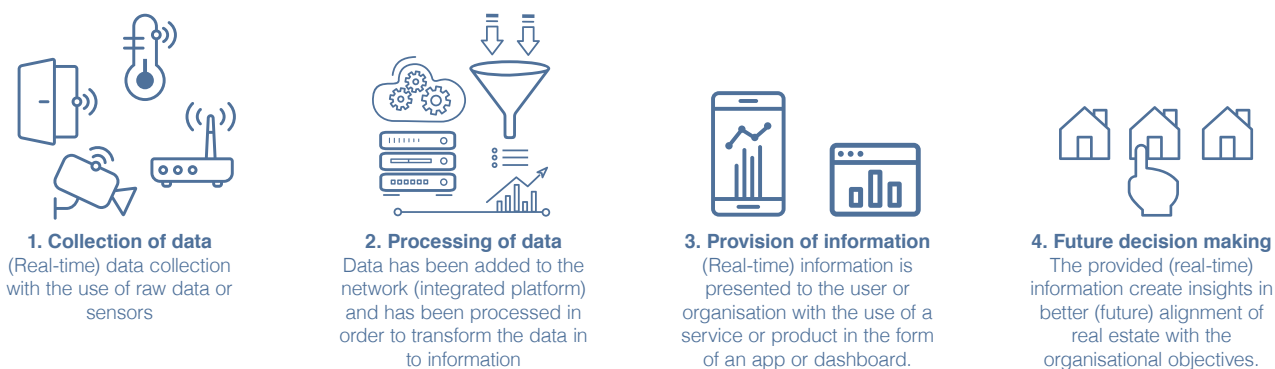 1. Collection of data
(Real-time) data collection
with the use of raw data or
sensors
2. Processing of data
Data has been added to the
network (integrated platform)
and has been processed in
order to transform the data in
to information
3. Provision of information
(Real-time) information is
presented to the user or
organisation with the use of a
service or product in the form
of an app or dashboard.
4. Future decision making
The provided (real-time)
information create insights in
better (future) alignment of
real estate with the
organisational objectives.